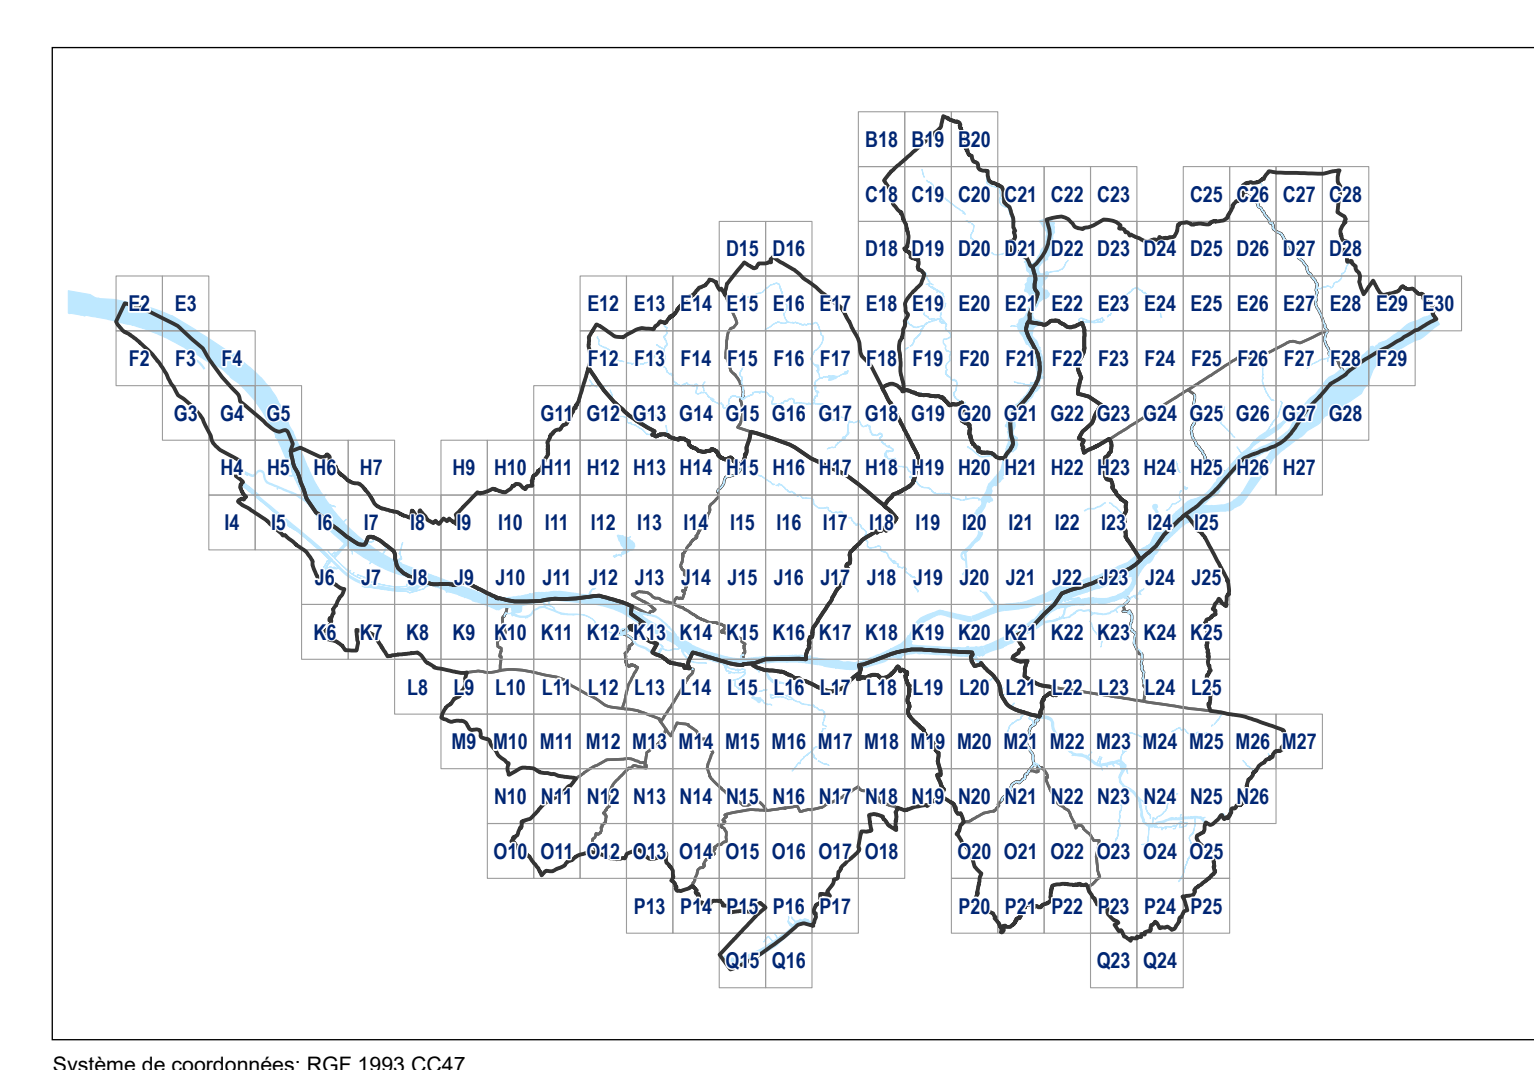 B18 B19 B20
C18 C19 C20 C21 C22 C23 C25 C26 C27 C28
D15 D16 D18 D19 D20 D21 D22 D23 D24 D25 D26 D27 D28
E2 E3 E12 E13 E14 E15 E16 E17 E18 E19 E20 E21 E22 E23 E24 E25 E26 E27 E28 E29 E30
F2 F3 F4 F12 F13 F14 F15 F16 F17 F18 F19 F20 F21 F22 F23 F24 F25 F26 F27 F28 F29
G3 G4 G5 G11 G12 G13 G14 G15 G16 G17 G18 G19 G20 G21 G22 G23 G24 G25 G26 G27 G28
H4 H5 H6 H7 H9 H10 H11 H12 H13 H14 H15 H16 H17 H18 H19 H20 H21 H22 H23 H24 H25 H26 H27
I4 I5 I6 I7 I8 I9 I10 I11 I12 I13 I14 I15 I16 I17 I18 I19 I20 I21 I22 I23 I24 I25
J6 J7 J8 J9 J10 J11 J12 J13 J14 J15 J16 J17 J18 J19 J20 J21 J22 J23 J24 J25
K6 K7 K8 K9 K10 K11 K12 K13 K14 K15 K16 K17 K18 K19 K20 K21 K22 K23 K24 K25
L8 L9 L10 L11 L12 L13 L14 L15 L16 L17 L18 L19 L20 L21 L22 L23 L24 L25
M9 M10 M11 M12 M13 M14 M15 M16 M17 M18 M19 M20 M21 M22 M23 M24 M25 M26 M27
N10 N11 N12 N13 N14 N15 N16 N17 N18 N19 N20 N21 N22 N23 N24 N25 N26
O10 O11 O12 O13 O14 O15 O16 O17 O18 O20 O21 O22 O23 O24 O25
P13 P14 P15 P16 P17 P20 P21 P22 P23 P24 P25
Q15 Q16 Q23 Q24
Système de coordonnées: RGF 1993 CC47